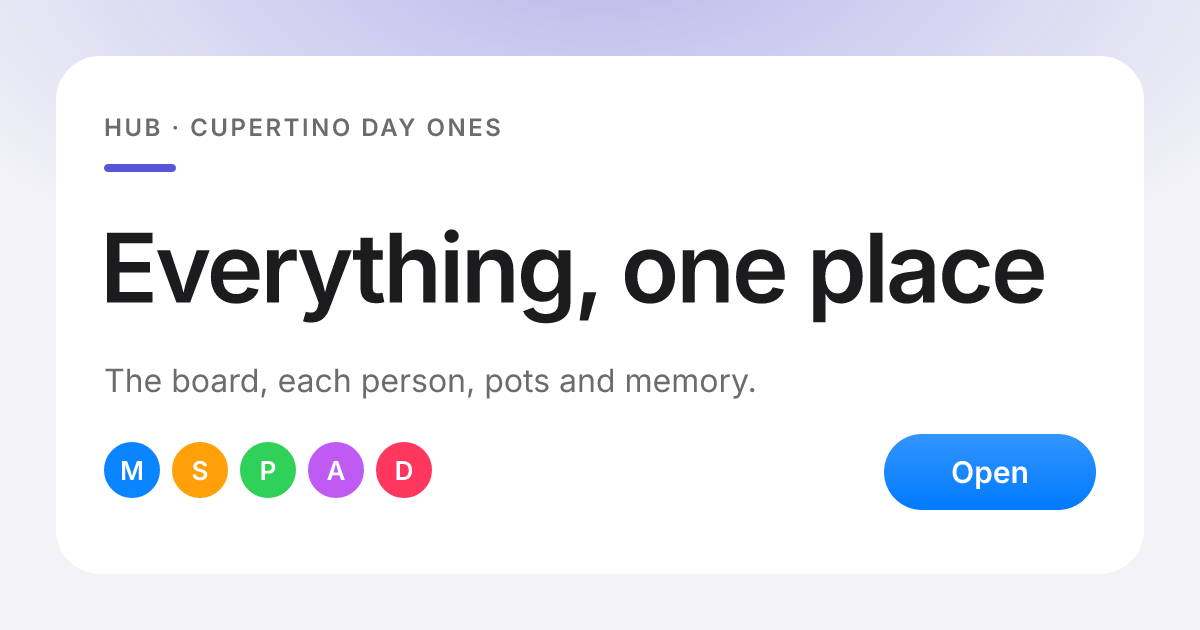 HUB · CUPERTINO DAY ONES
Everything, one place
The board, each person, pots and memory.
M S P A D
Open